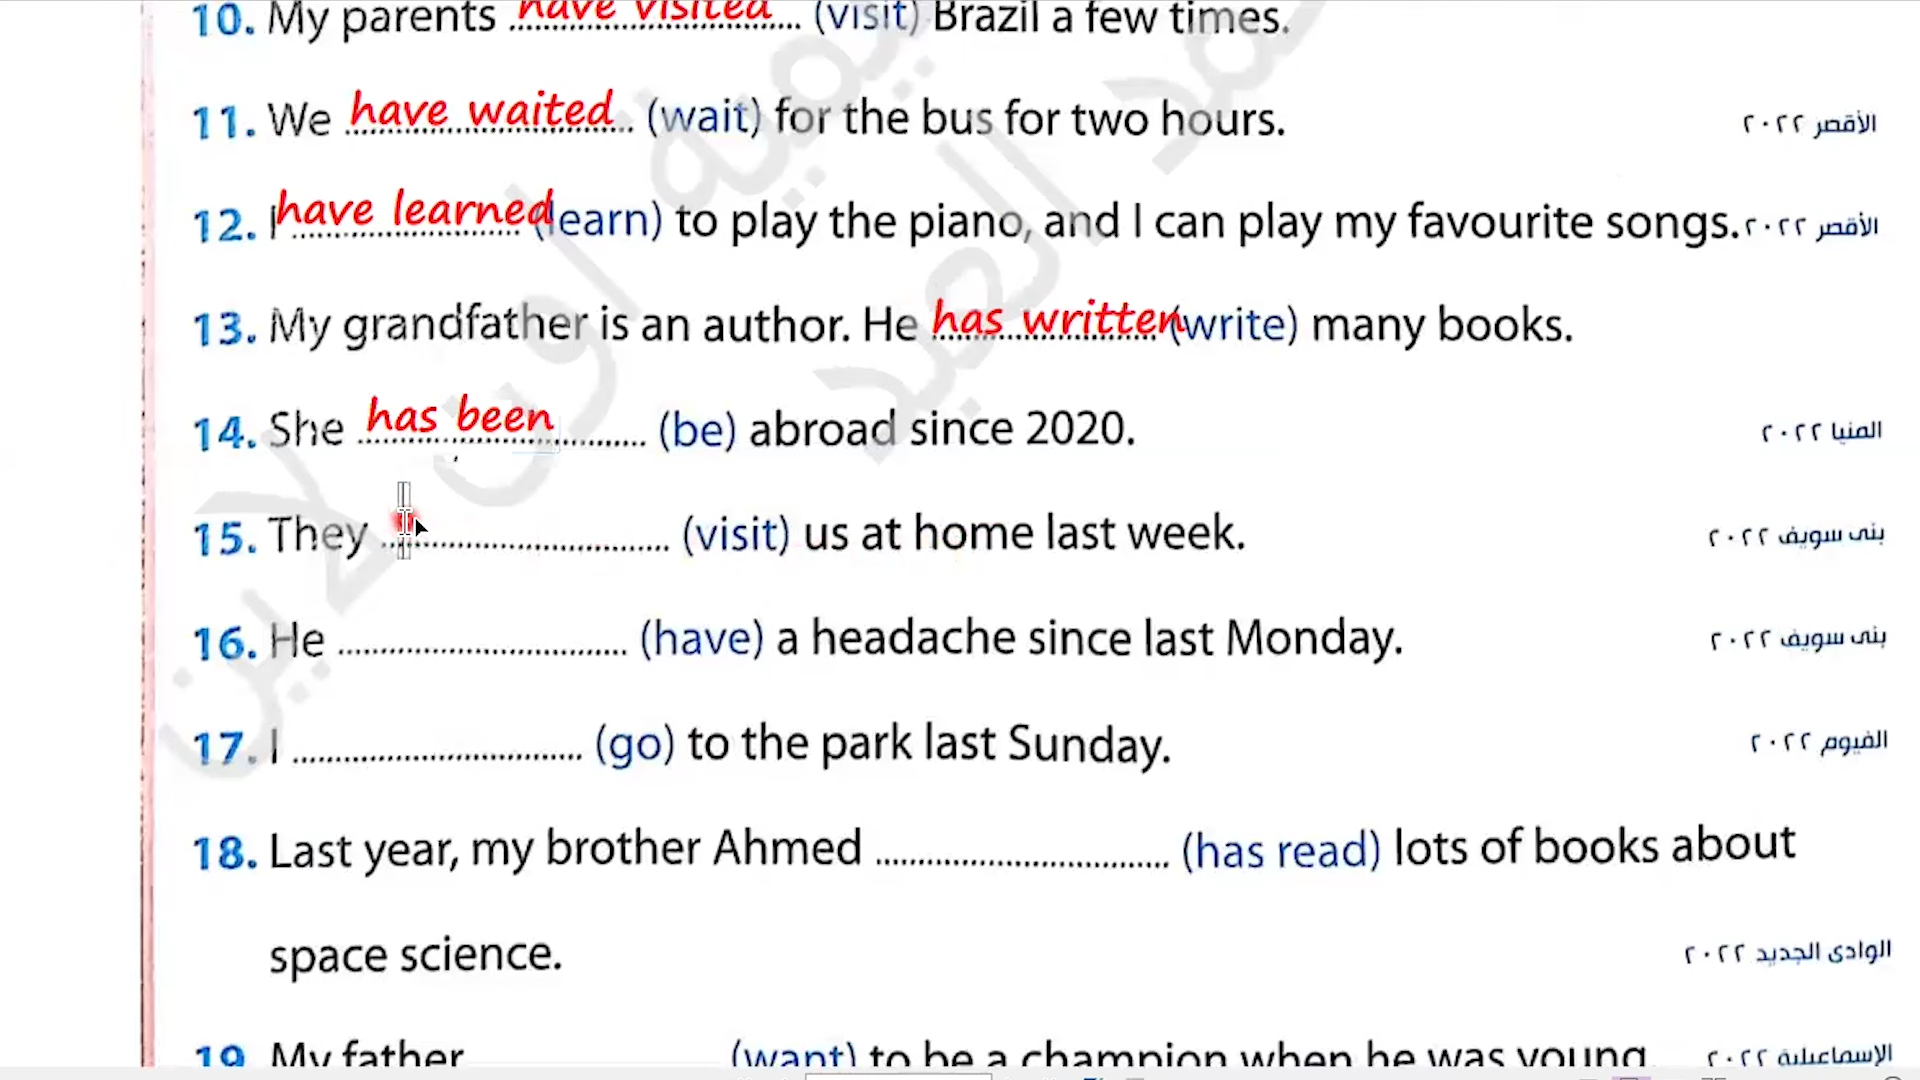 10. My parents have visited (visit) Brazil a few times.
11. We have waited (wait) for the bus for two hours. الأقصر ٢٠٢٢
12. I have learned (learn) to play the piano, and I can play my favourite songs. الأقصر ٢٠٢٢
13. My grandfather is an author. He has written (write) many books.
14. She has been (be) abroad since 2020. المنيا ٢٠٢٢
15. They (visit) us at home last week. بنى سويف ٢٠٢٢
16. He (have) a headache since last Monday. بنى سويف ٢٠٢٢
17. I (go) to the park last Sunday. الفيوم ٢٠٢٢
18. Last year, my brother Ahmed (has read) lots of books about
space science. الوادى الجديد ٢٠٢٢
19. My father (want) to be a champion when he was young. الإسماعيلية ٢٠٢٢